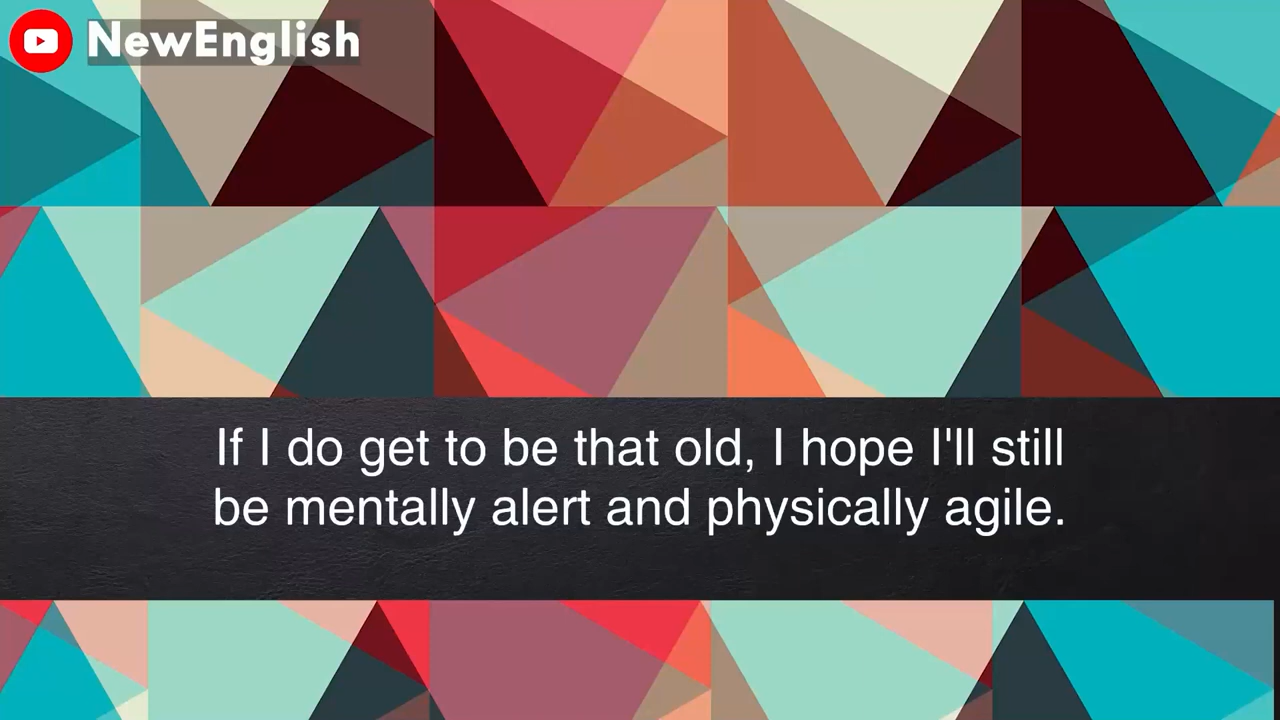 NewEnglish
If I do get to be that old, I hope I'll still
be mentally alert and physically agile.